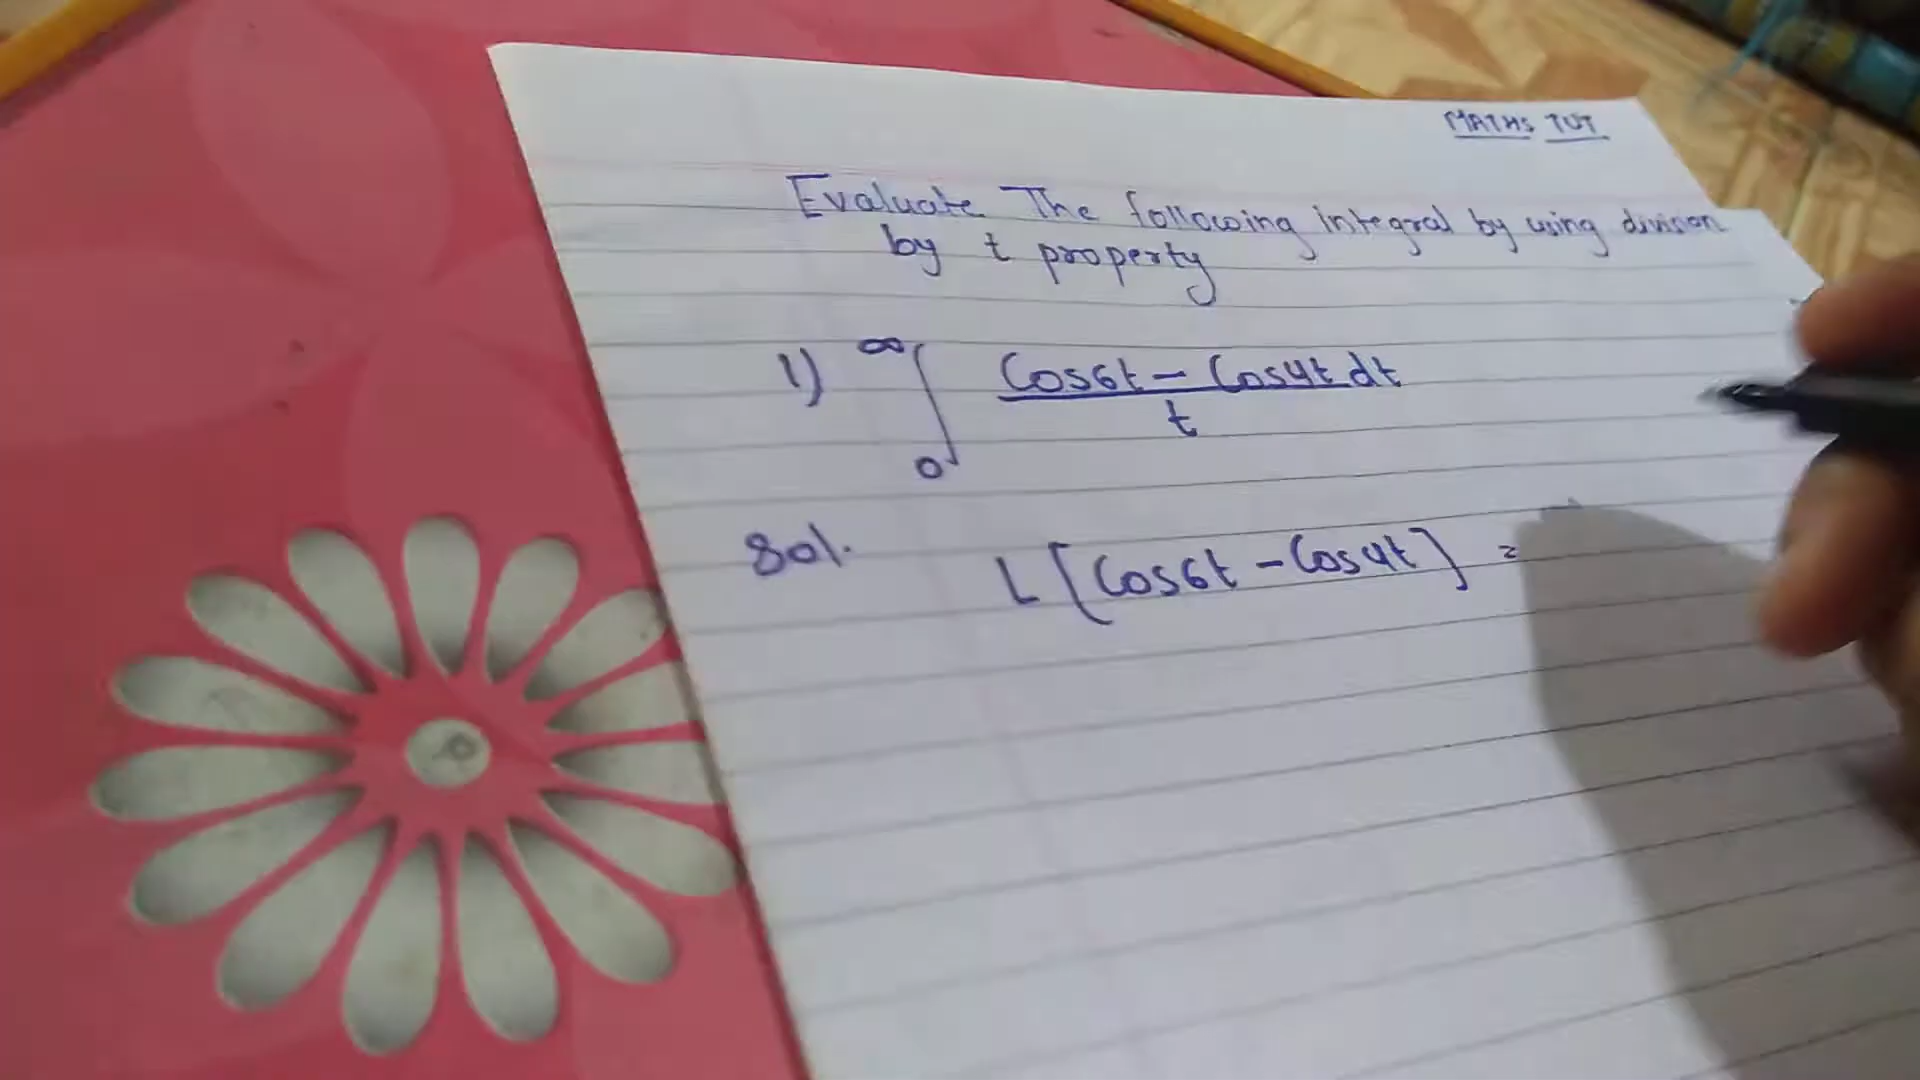 MATHS TUT
Evaluate The following integral by using division
by t property
1) ∞∫0 Cos6t - Cos4t dt / t
Sol. L [Cos6t - Cos4t] =